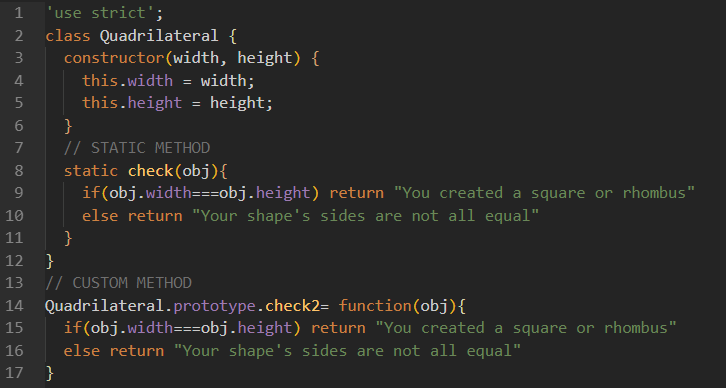 1 'use strict';
2 class Quadrilateral {
3 constructor(width, height) {
4 this.width = width;
5 this.height = height;
6 }
7 // STATIC METHOD
8 static check(obj){
9 if(obj.width===obj.height) return "You created a square or rhombus"
10 else return "Your shape's sides are not all equal"
11 }
12 }
13 // CUSTOM METHOD
14 Quadrilateral.prototype.check2= function(obj){
15 if(obj.width===obj.height) return "You created a square or rhombus"
16 else return "Your shape's sides are not all equal"
17 }